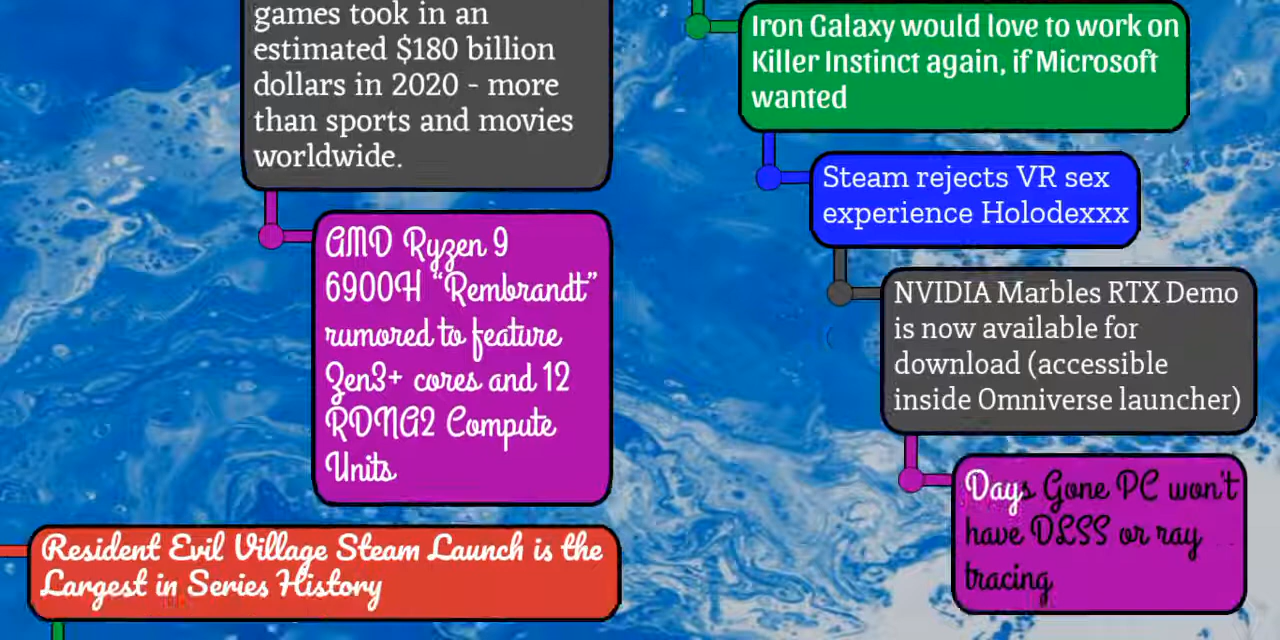 games took in an
estimated $180 billion
dollars in 2020 - more
than sports and movies
worldwide.
AMD Ryzen 9
6900H “Rembrandt”
rumored to feature
Zen3+ cores and 12
RDNA2 Compute
Units
Resident Evil Village Steam Launch is the
Largest in Series History
Iron Galaxy would love to work on
Killer Instinct again, if Microsoft
wanted
Steam rejects VR sex
experience Holodexxx
NVIDIA Marbles RTX Demo
is now available for
download (accessible
inside Omniverse launcher)
Days Gone PC won't
have DLSS or ray
tracing